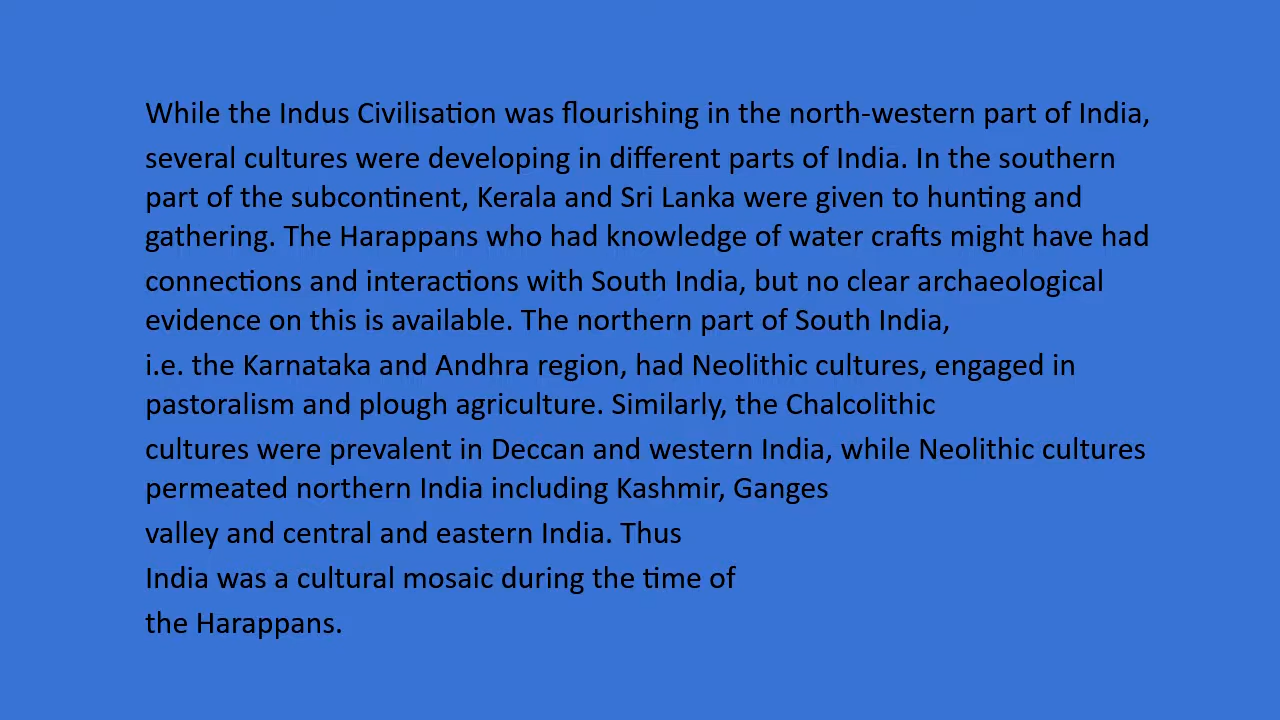 While the Indus Civilisation was flourishing in the north-western part of India,
several cultures were developing in different parts of India. In the southern
part of the subcontinent, Kerala and Sri Lanka were given to hunting and
gathering. The Harappans who had knowledge of water crafts might have had
connections and interactions with South India, but no clear archaeological
evidence on this is available. The northern part of South India,
i.e. the Karnataka and Andhra region, had Neolithic cultures, engaged in
pastoralism and plough agriculture. Similarly, the Chalcolithic
cultures were prevalent in Deccan and western India, while Neolithic cultures
permeated northern India including Kashmir, Ganges
valley and central and eastern India. Thus
India was a cultural mosaic during the time of
the Harappans.